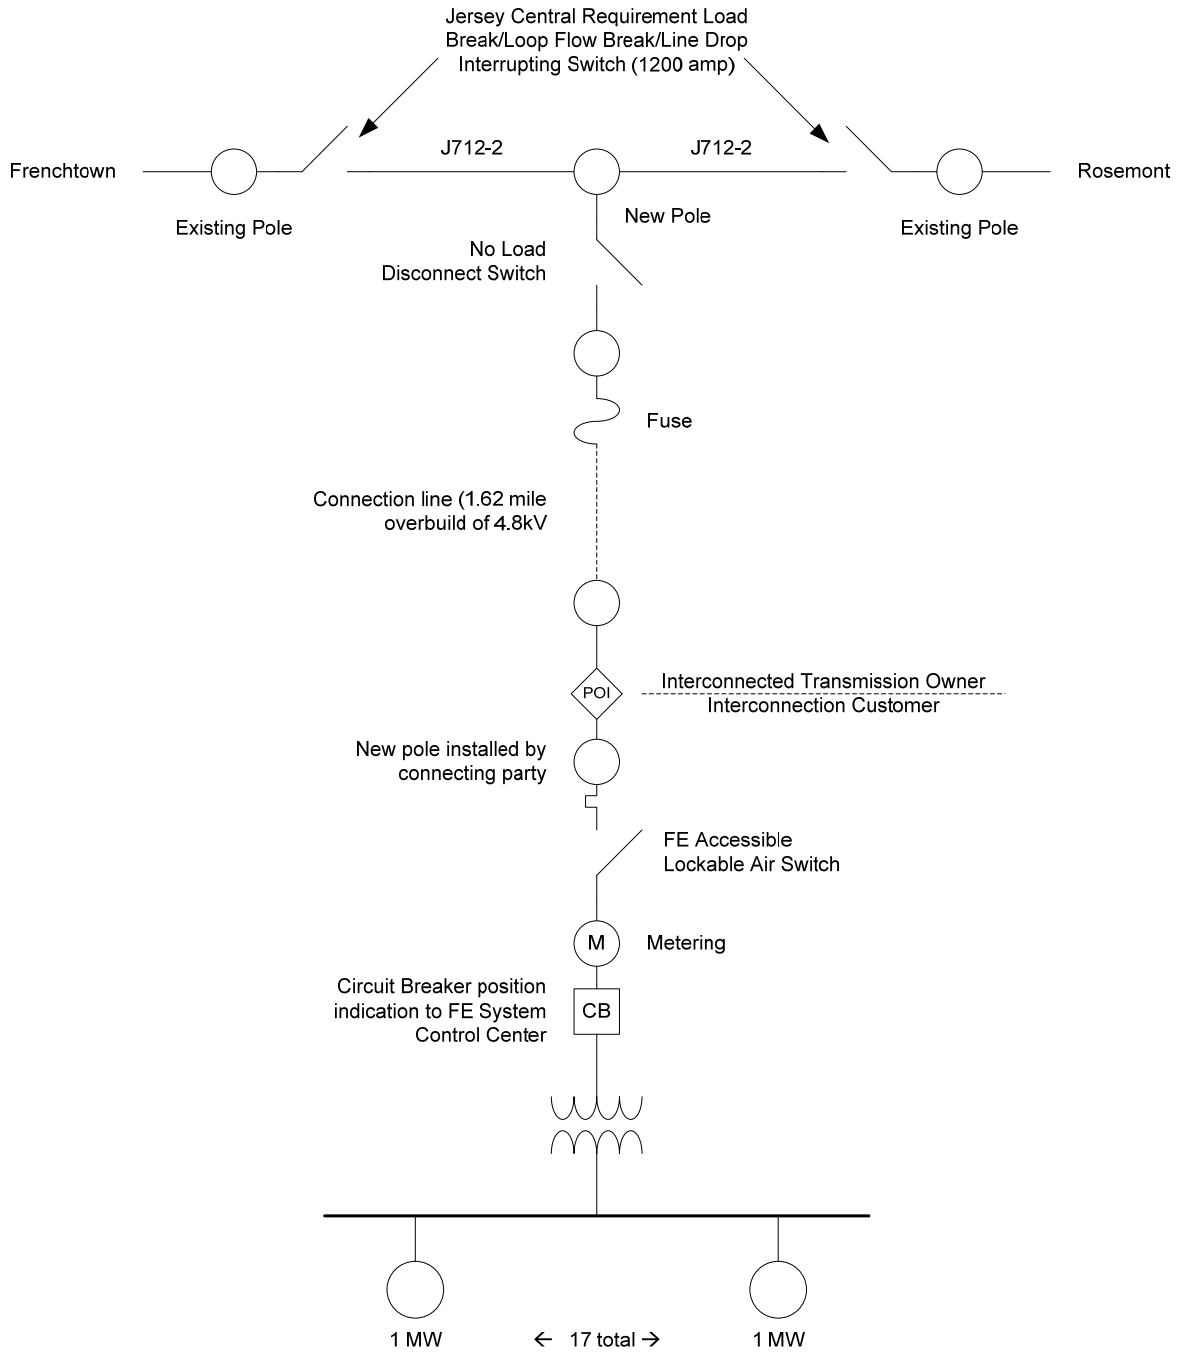 Jersey Central Requirement Load
Break/Loop Flow Break/Line Drop
Interrupting Switch (1200 amp)
J712-2
J712-2
Frenchtown
Rosemont
Existing Pole
New Pole
Existing Pole
No Load
Disconnect Switch
Fuse
Connection line (1.62 mile
overbuild of 4.8kV
POI
Interconnected Transmission Owner
Interconnection Customer
New pole installed by
connecting party
FE Accessible
Lockable Air Switch
M
Metering
Circuit Breaker position
indication to FE System
Control Center
CB
1 MW
← 17 total →
1 MW